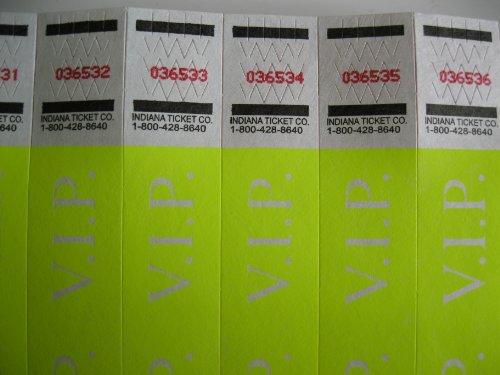 31
036532
036533
036534
036535
036536
INDIANA TICKET CO.
1-800-428-8640
INDIANA TICKET CO.
1-800-428-8640
INDIANA TICKET CO.
1-800-428-8640
INDIANA TICKET CO.
1-800-428-8640
INDIANA TICKET CO.
1-800-428-8640
V.I.P.
V.I.P.
V.I.P.
V.I.P.
V.I.P.